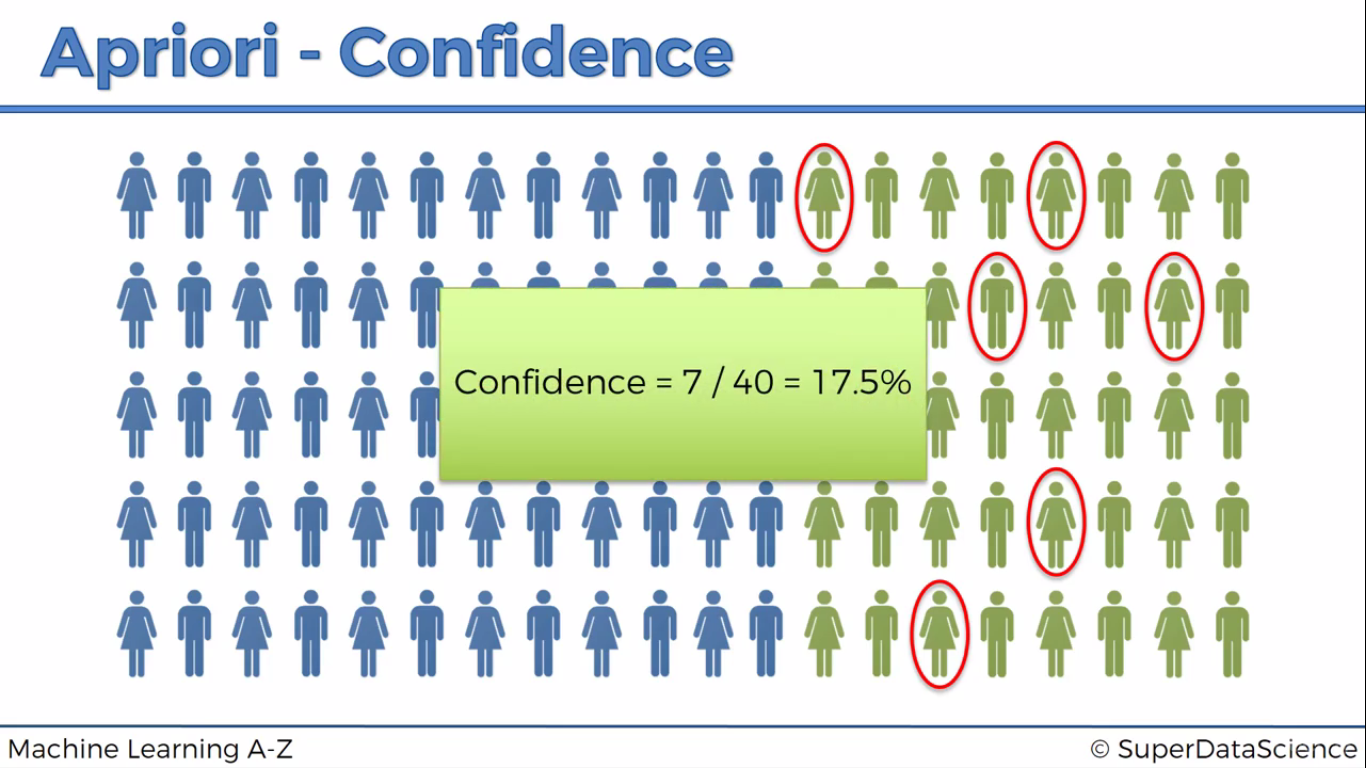 Apriori - Confidence
Confidence = 7 / 40 = 17.5%
Machine Learning A-Z
© SuperDataScience